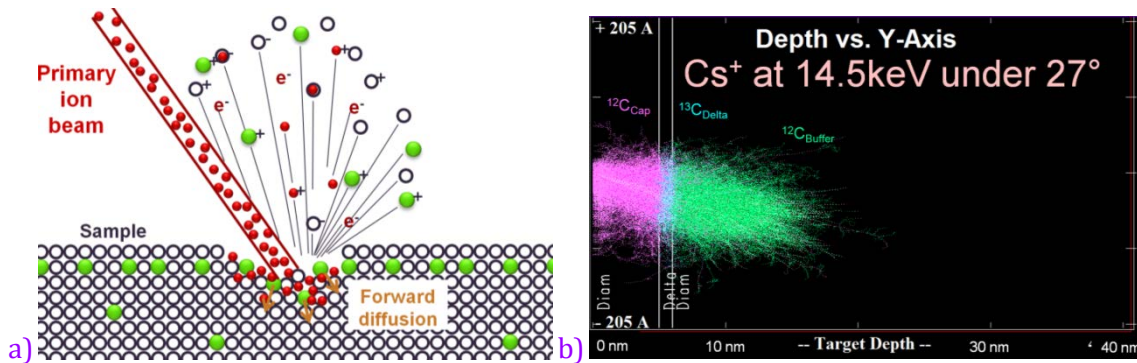 Primary
ion
beam
e-
e-
e-
e-
Sample
Forward
diffusion
a)
+ 205 A
Depth vs. Y-Axis
Cs+ at 14.5keV under 27°
12CCap
13CDelta
12CBuffer
Diam
Delta
Diam
- 205 A
0 nm
10 nm
-- Target Depth --
30 nm
40 nm
b)